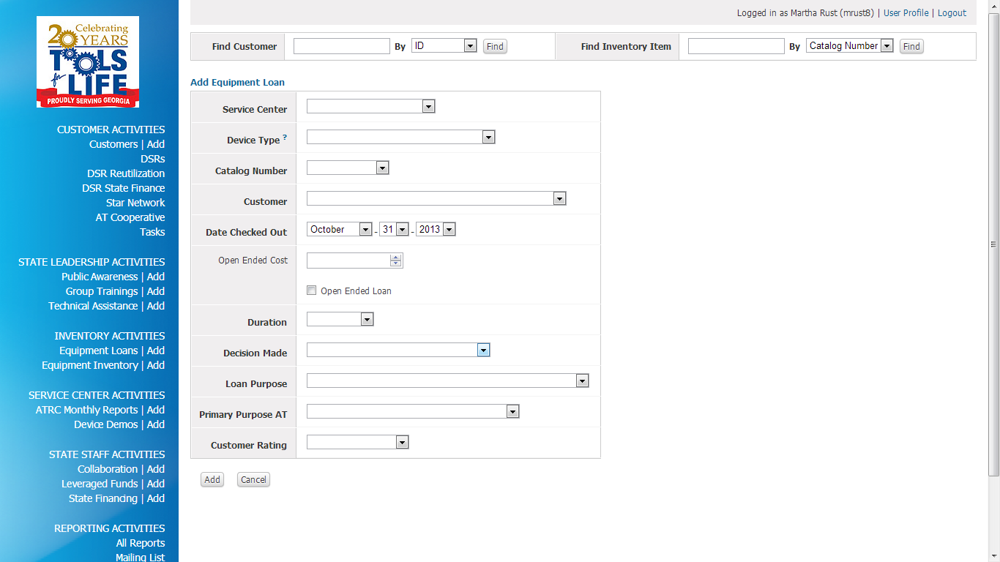 Celebrating
20 YEARS
TOOLS
for LIFE
PROUDLY SERVING GEORGIA
CUSTOMER ACTIVITIES
Customers | Add
DSRs
DSR Reutilization
DSR State Finance
Star Network
AT Cooperative
Tasks
STATE LEADERSHIP ACTIVITIES
Public Awareness | Add
Group Trainings | Add
Technical Assistance | Add
INVENTORY ACTIVITIES
Equipment Loans | Add
Equipment Inventory | Add
SERVICE CENTER ACTIVITIES
ATRC Monthly Reports | Add
Device Demos | Add
STATE STAFF ACTIVITIES
Collaboration | Add
Leveraged Funds | Add
State Financing | Add
REPORTING ACTIVITIES
All Reports
Mailing List
Logged in as Martha Rust (mrust8) | User Profile | Logout
Find Customer By ID Find Find Inventory Item By Catalog Number Find
Add Equipment Loan
Service Center
Device Type ?
Catalog Number
Customer
Date Checked Out October - 31 - 2013
Open Ended Cost
Open Ended Loan
Duration
Decision Made
Loan Purpose
Primary Purpose AT
Customer Rating
Add Cancel